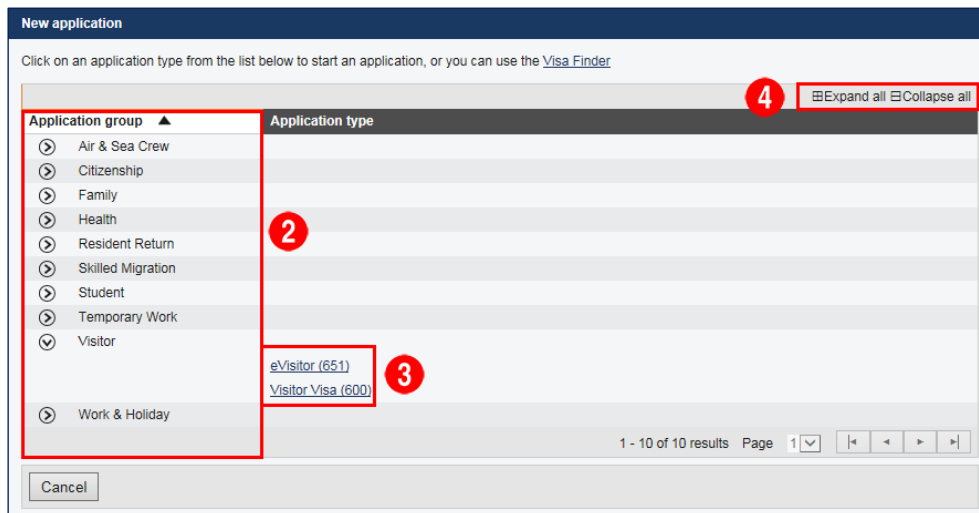 New application
Click on an application type from the list below to start an application, or you can use the Visa Finder
4 Expand all Collapse all
Application group Application type
Air & Sea Crew
Citizenship
Family
Health
2
Resident Return
Skilled Migration
Student
Temporary Work
Visitor
eVisitor (651)
3
Visitor Visa (600)
Work & Holiday
1 - 10 of 10 results Page 1
Cancel